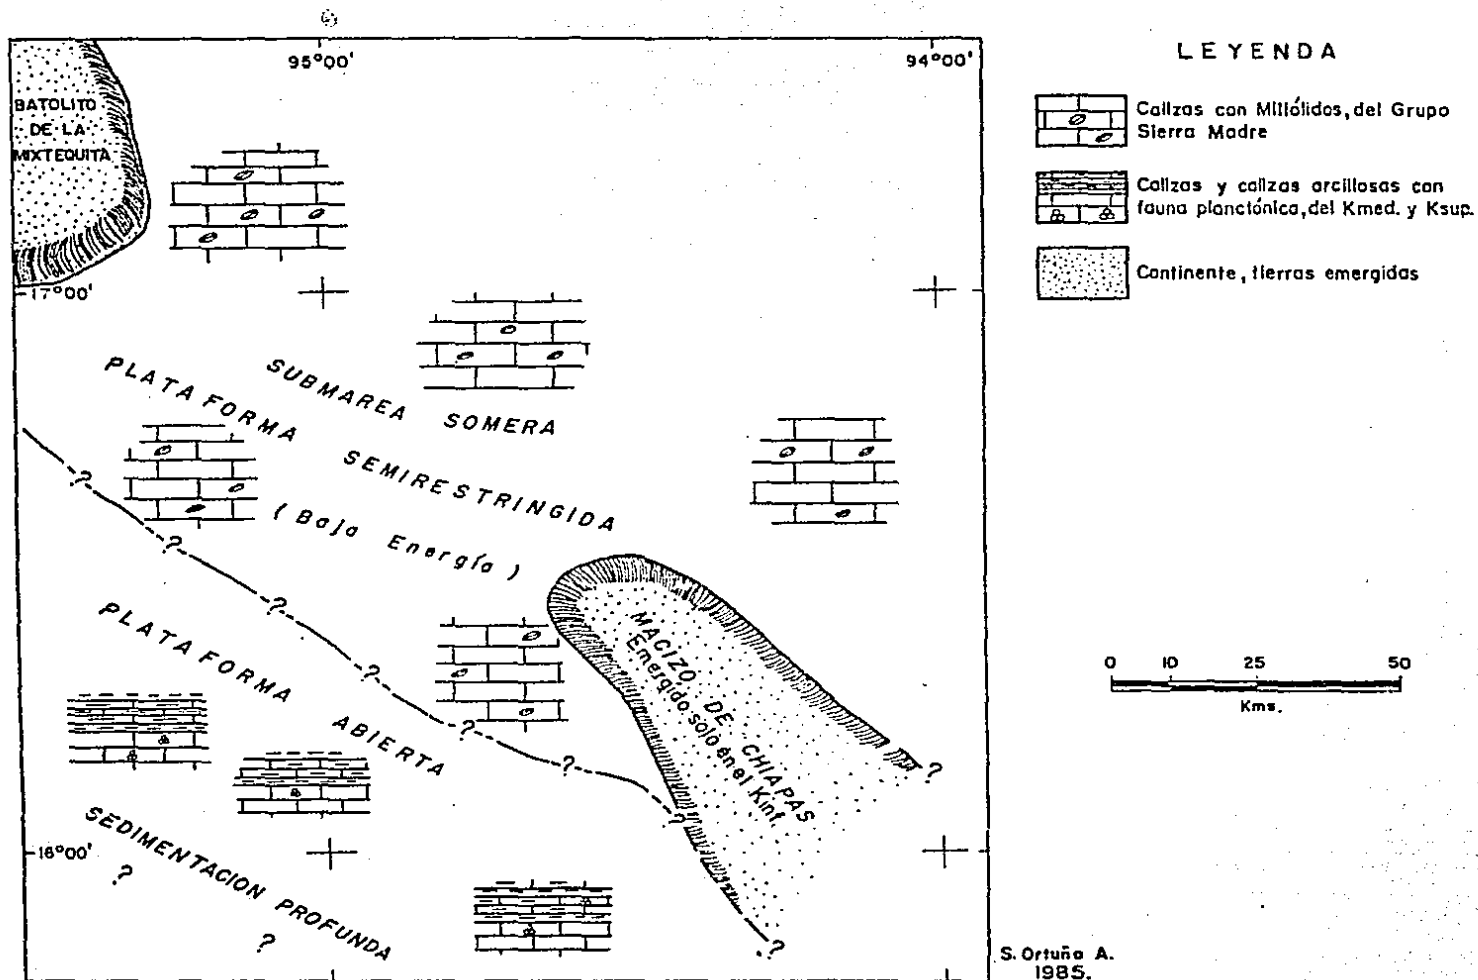 95°00'
94°00'
BATOLITO
DE LA
MIXTEQUITA
17°00'
SUBMAREA SOMERA
PLATAFORMA SEMIRESTRINGIDA
(Baja Energía)
?
?
?
?
?
?
?
PLATAFORMA ABIERTA
MACIZO DE CHIAPAS
Emergido solo en el Kinf.
?
?
16°00'
SEDIMENTACION PROFUNDA
?
?
LEYENDA
Calizas con Miliólidos, del Grupo
Sierra Madre
Calizas y calizas arcillosas con
fauna planctónica, del Kmed. y Ksup.
Continente, tierras emergidas
0 10 25 50
Kms.
S. Ortuño A.
1985.